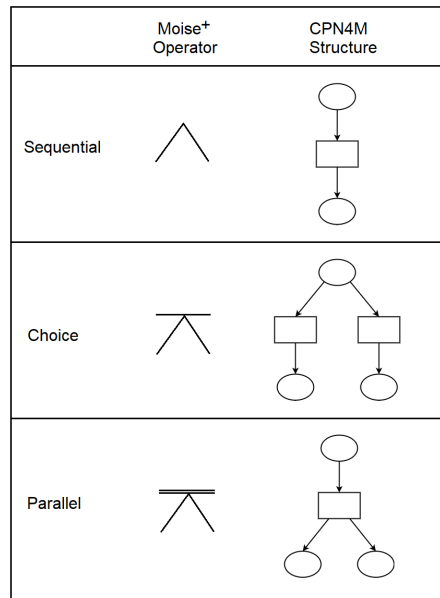 Moise+
Operator
CPN4M
Structure
Sequential
Choice
Parallel